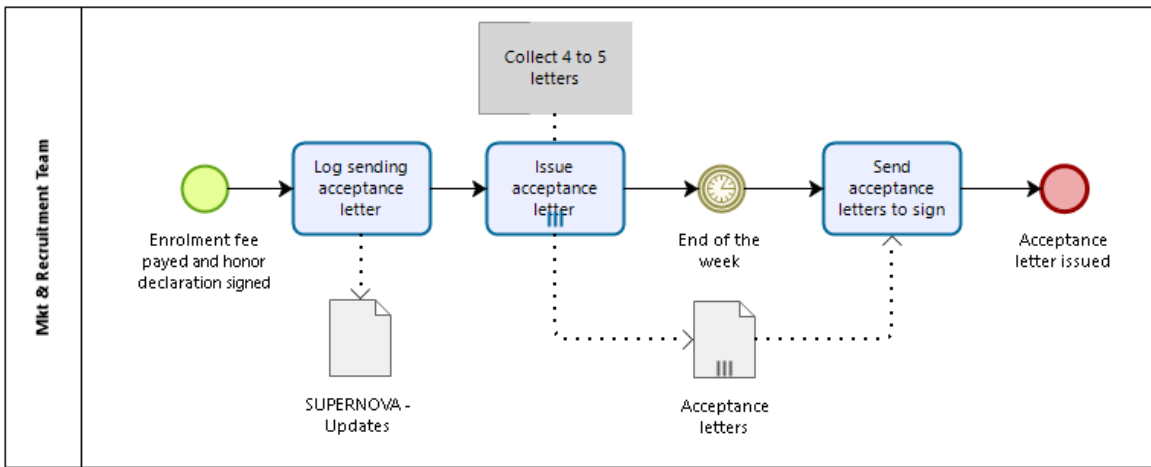 Mkt & Recruitment Team
Collect 4 to 5
letters
Log sending
acceptance
letter
Issue
acceptance
letter
Send
acceptance
letters to sign
Enrolment fee
payed and honor
declaration signed
End of the
week
Acceptance
letter issued
SUPERNOVA -
Updates
Acceptance
letters